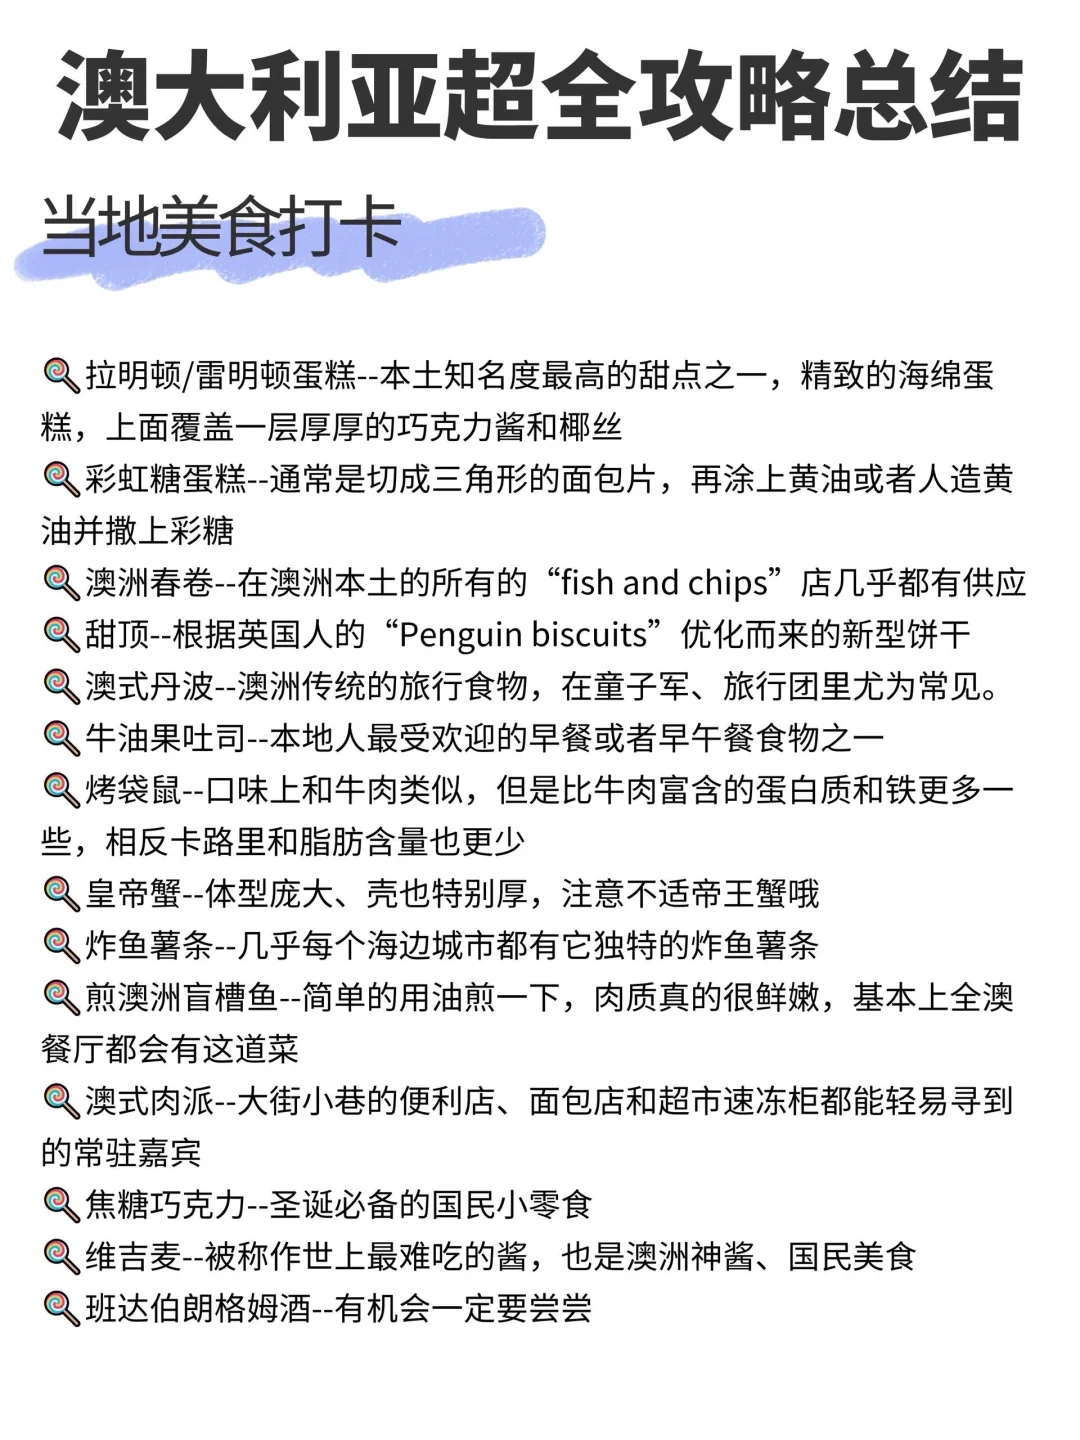 澳大利亚超全攻略总结
当地美食打卡
拉明顿/雷明顿蛋糕--本土知名度最高的甜点之一，精致的海绵蛋
糕，上面覆盖一层厚厚的巧克力酱和椰丝
彩虹糖蛋糕--通常是切成三角形的面包片，再涂上黄油或者人造黄
油并撒上彩糖
澳洲春卷--在澳洲本土的所有的“fish and chips”店几乎都有供应
甜顶--根据英国人的“Penguin biscuits”优化而来的新型饼干
澳式丹波--澳洲传统的旅行食物，在童子军、旅行团里尤为常见。
牛油果吐司--本地人最受欢迎的早餐或者早午餐食物之一
烤袋鼠--口味上和牛肉类似，但是比牛肉富含的蛋白质和铁更多一
些，相反卡路里和脂肪含量也更少
皇帝蟹--体型庞大、壳也特别厚，注意不适帝王蟹哦
炸鱼薯条--几乎每个海边城市都有它独特的炸鱼薯条
煎澳洲盲槽鱼--简单的用油煎一下，肉质真的很鲜嫩，基本上全澳
餐厅都会有这道菜
澳式肉派--大街小巷的便利店、面包店和超市速冻柜都能轻易寻到
的常驻嘉宾
焦糖巧克力--圣诞必备的国民小零食
维吉麦--被称作世上最难吃的酱，也是澳洲神酱、国民美食
班达伯朗格姆酒--有机会一定要尝尝